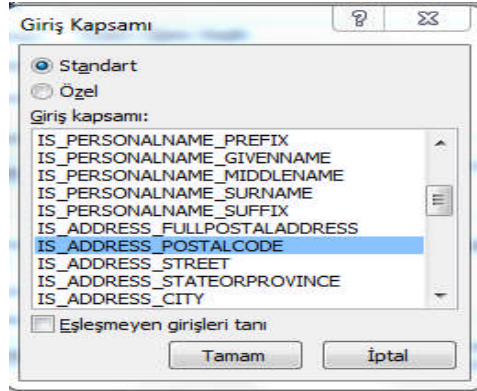 Giriş Kapsamı
Standart
Özel
Giriş kapsamı:
IS_PERSONALNAME_PREFIX
IS_PERSONALNAME_GIVENNAME
IS_PERSONALNAME_MIDDLENAME
IS_PERSONALNAME_SURNAME
IS_PERSONALNAME_SUFFIX
IS_ADDRESS_FULLPOSTALADDRESS
IS_ADDRESS_POSTALCODE
IS_ADDRESS_STREET
IS_ADDRESS_STATEORPROVINCE
IS_ADDRESS_CITY
Eşleşmeyen girişleri tanı
Tamam İptal